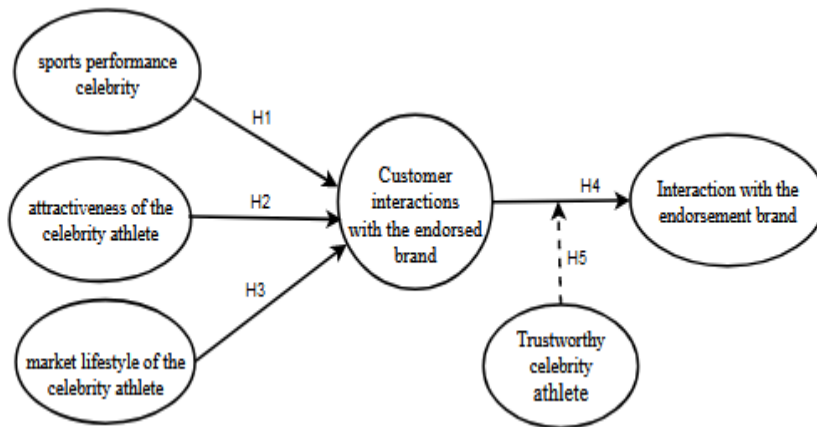 sports performance
celebrity
H1
attractiveness of the
celebrity athlete
H2
market lifestyle of the
celebrity athlete
H3
Customer
interactions
with the endorsed
brand
H4
Interaction with the
endorsement brand
H5
Trustworthy
celebrity
athlete